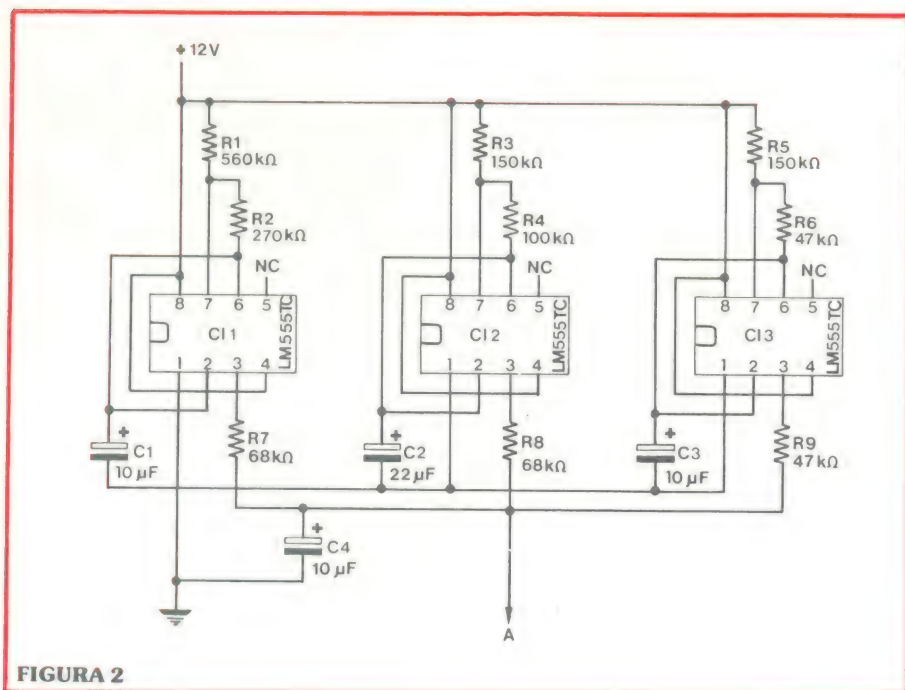 + 12V
R1
560kΩ
R2
270kΩ
NC
8 7 6 5
CI 1
LM555TC
1 2 3 4
C1
10 µF
+
R7
68kΩ
R3
150kΩ
R4
100kΩ
NC
8 7 6 5
CI 2
LM555TC
1 2 3 4
C2
22 µF
+
R8
68kΩ
R5
150kΩ
R6
47kΩ
NC
8 7 6 5
CI 3
LM555TC
1 2 3 4
C3
10 µF
+
R9
47kΩ
+
C4
10 µF
A
FIGURA 2